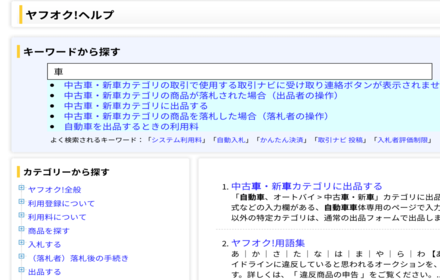 ヤフオク!ヘルプ
キーワードから探す
車
中古車・新車カテゴリの取引で使用する取引ナビに受け取り連絡ボタンが表示されませ
中古車・新車カテゴリの商品が落札された場合（出品者の操作）
中古車・新車カテゴリに出品する
中古車・新車カテゴリの商品を落札した場合（落札者の操作）
自動車を出品するときの利用料
よく検索されるキーワード：「システム利用料」「自動入札」「かんたん決済」「取引ナビ 投稿」「入札者評価制限」
カテゴリーから探す
ヤフオク!全般
利用登録について
利用料について
商品を探す
入札する
（落札者）落札後の手続き
出品する
1. 中古車・新車カテゴリに出品する
「自動車、オートバイ > 中古車・新車」カテゴリに出品
式などの入力欄がある、自動車車体専用のページで入力
以外の特定カテゴリは、通常の出品フォームで出品しま
2. ヤフオク!用語集
あ｜か｜さ｜た｜な｜は｜ま｜や｜ら｜わ【あ
イドラインに違反していると思われるオークションを、
す。詳しくは、「 違反商品の申告 」をご覧ください。..